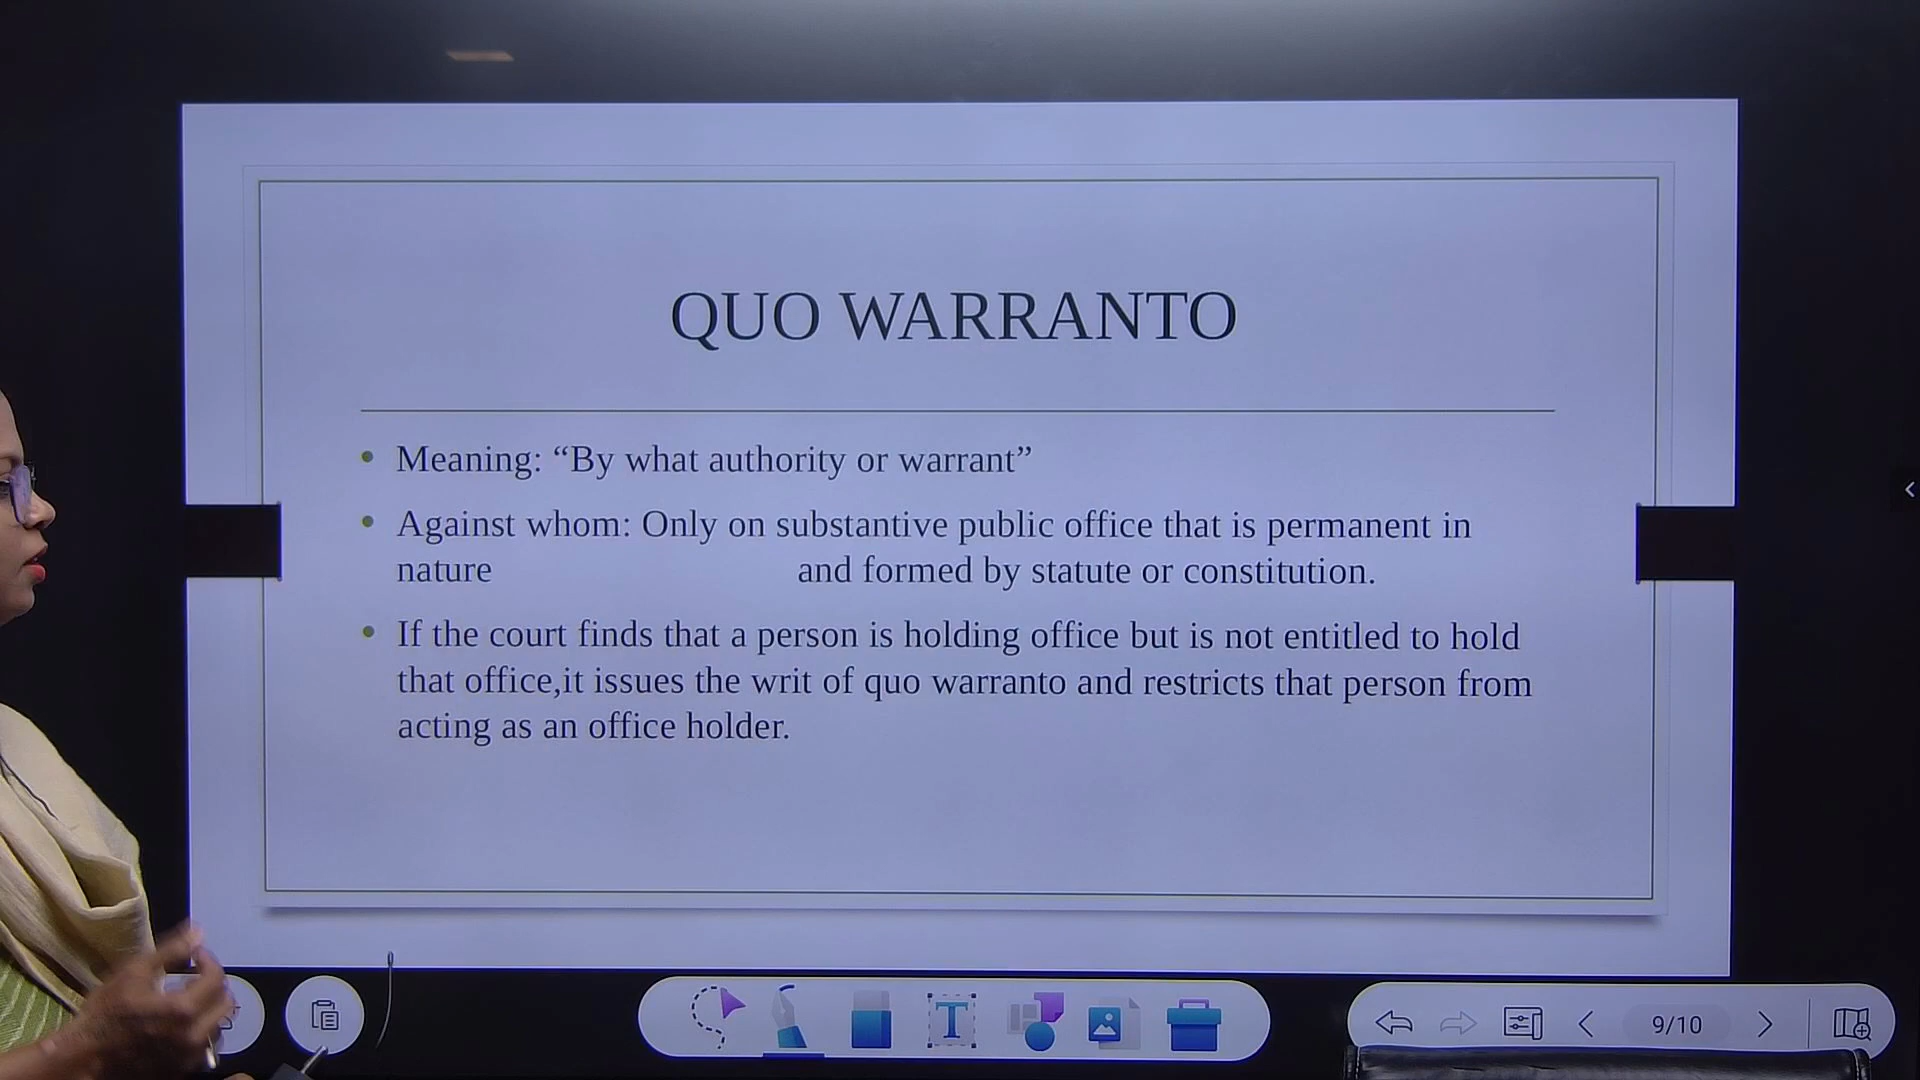 QUO WARRANTO
Meaning: “By what authority or warrant”
Against whom: Only on substantive public office that is permanent in
nature and formed by statute or constitution.
If the court finds that a person is holding office but is not entitled to hold
that office,it issues the writ of quo warranto and restricts that person from
acting as an office holder.
T
9/10